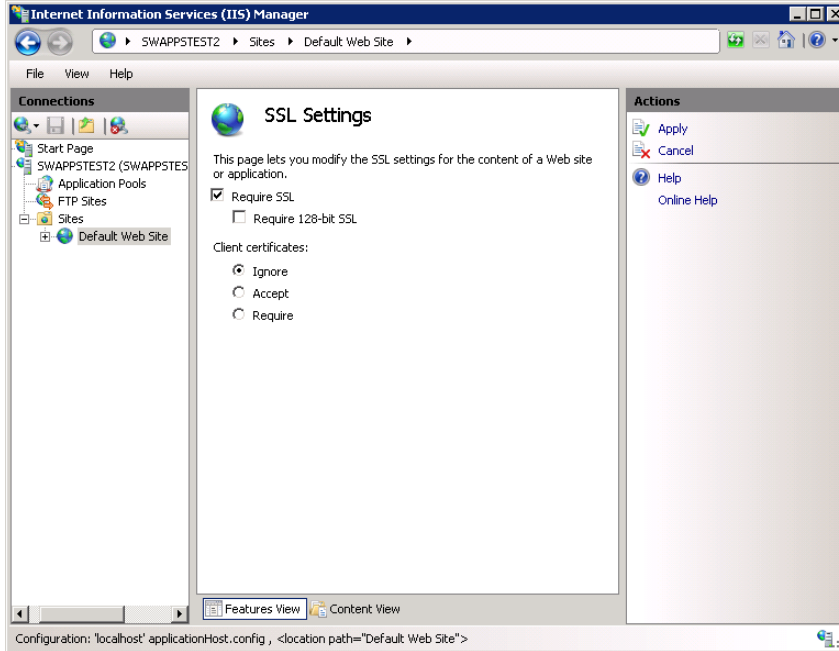 Internet Information Services (IIS) Manager
SWAPPSTEST2 Sites Default Web Site
File View Help
Connections
Start Page
SWAPPSTEST2 (SWAPPSTES
Application Pools
FTP Sites
Sites
Default Web Site
SSL Settings
This page lets you modify the SSL settings for the content of a Web site
or application.
Require SSL
Require 128-bit SSL
Client certificates:
Ignore
Accept
Require
Features View Content View
Actions
Apply
Cancel
Help
Online Help
Configuration: 'localhost' applicationHost.config , <location path="Default Web Site">